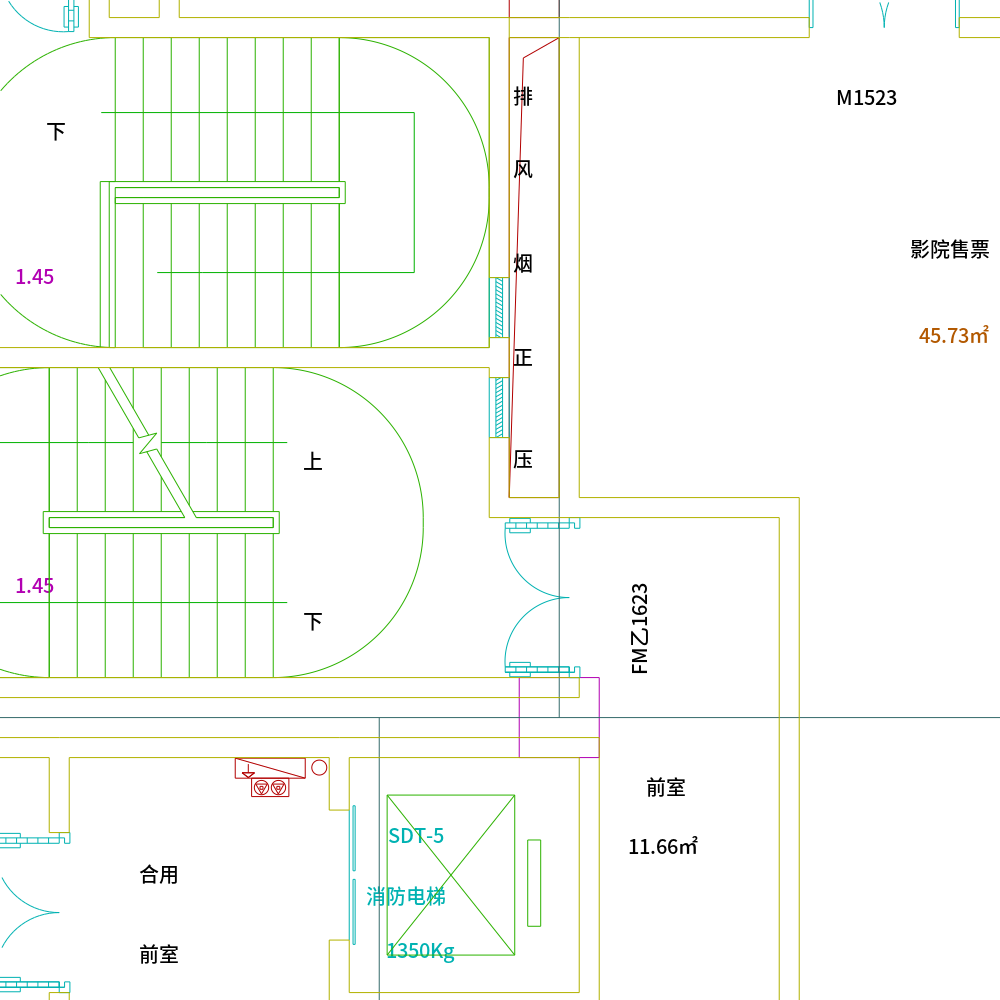 M1523
下
排
风
烟
正
压
影院售票
45.73㎡
1.45
上
1.45
下
FM乙1623
前室
11.66㎡
SDT-5
消防电梯
1350Kg
合用
前室